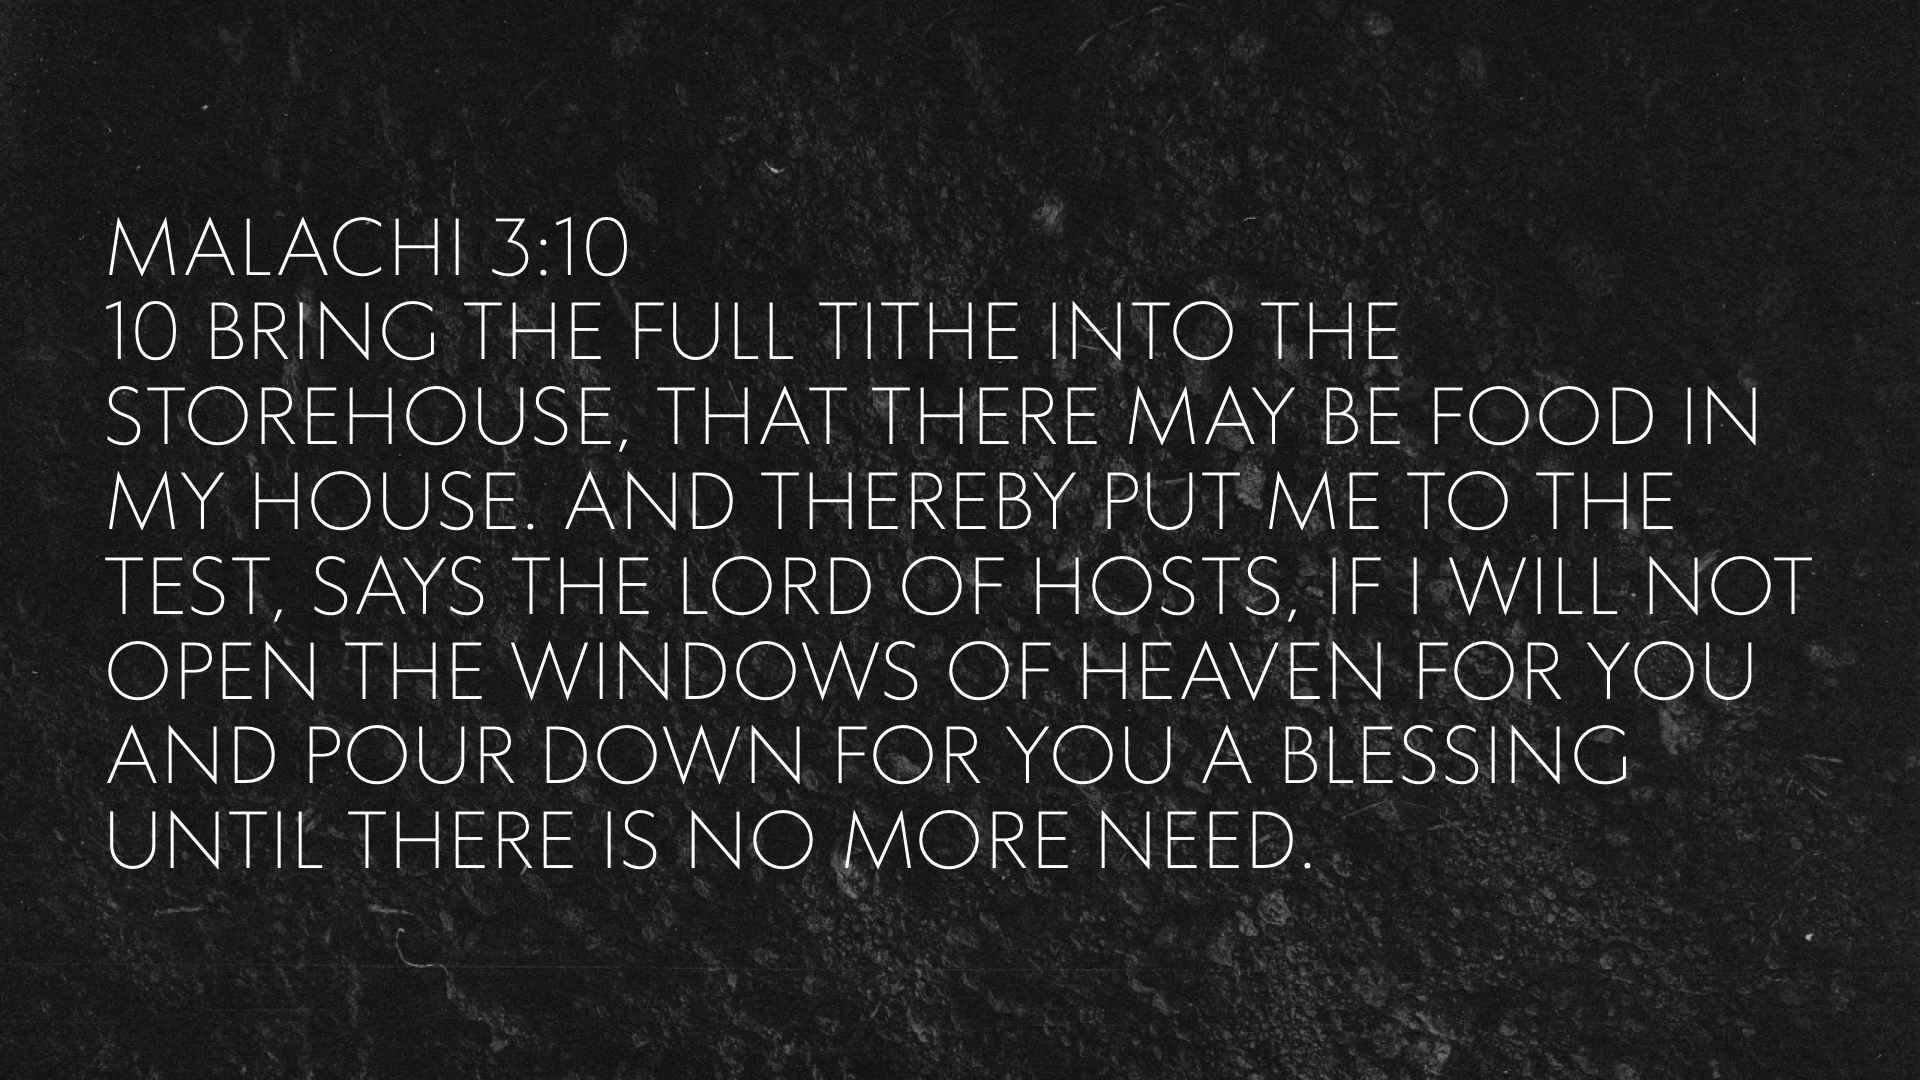 MALACHI 3:10
10 BRING THE FULL TITHE INTO THE
STOREHOUSE, THAT THERE MAY BE FOOD IN
MY HOUSE. AND THEREBY PUT ME TO THE
TEST, SAYS THE LORD OF HOSTS, IF I WILL NOT
OPEN THE WINDOWS OF HEAVEN FOR YOU
AND POUR DOWN FOR YOU A BLESSING
UNTIL THERE IS NO MORE NEED.